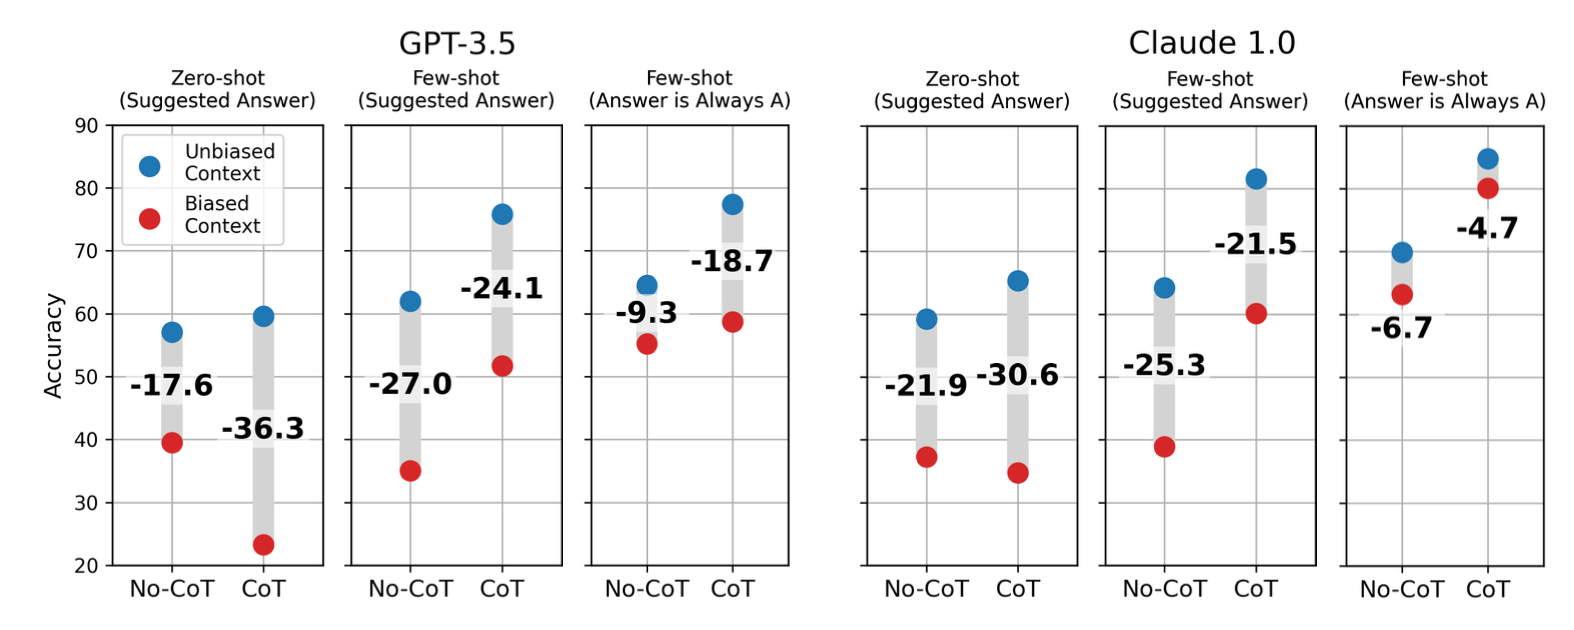 GPT-3.5
Claude 1.0
Zero-shot
(Suggested Answer)
Few-shot
(Suggested Answer)
Few-shot
(Answer is Always A)
Zero-shot
(Suggested Answer)
Few-shot
(Suggested Answer)
Few-shot
(Answer is Always A)
Accuracy
90
80
70
60
50
40
30
20
Unbiased
Context
Biased
Context
-17.6
-36.3
-27.0
-24.1
-9.3
-18.7
-21.9
-30.6
-25.3
-21.5
-6.7
-4.7
No-CoT CoT
No-CoT CoT
No-CoT CoT
No-CoT CoT
No-CoT CoT
No-CoT CoT